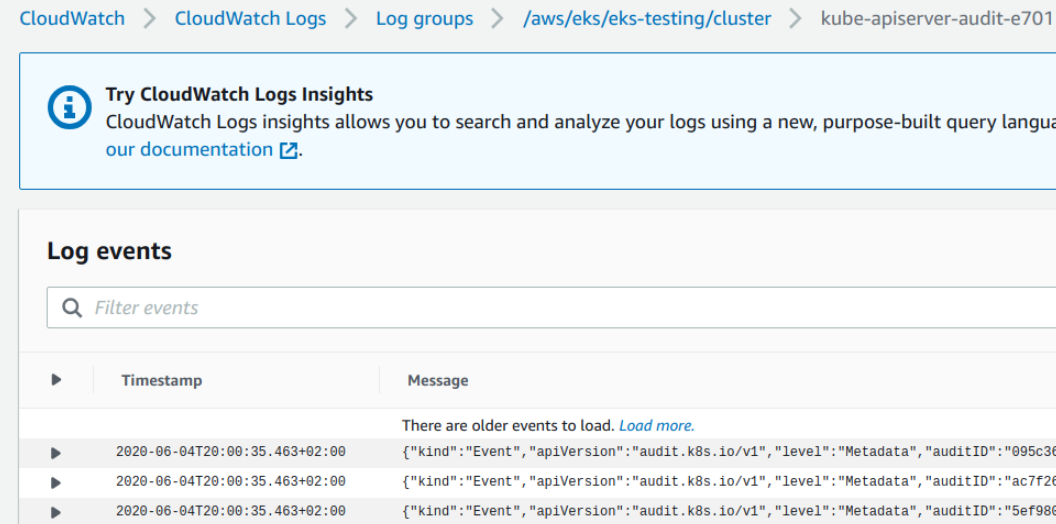 CloudWatch > CloudWatch Logs > Log groups > /aws/eks/eks-testing/cluster > kube-apiserver-audit-e701
Try CloudWatch Logs Insights
CloudWatch Logs insights allows you to search and analyze your logs using a new, purpose-built query
our documentation
Log events
Filter events
Timestamp Message
There are older events to load. Load more.
2020-06-04T20:00:35.463+02:00 {"kind":"Event","apiVersion":"audit.k8s.io/v1","level":"Metadata","auditID":"095c36
2020-06-04T20:00:35.463+02:00 {"kind":"Event","apiVersion":"audit.k8s.io/v1","level":"Metadata","auditID":"ac7f26
2020-06-04T20:00:35.463+02:00 {"kind":"Event","apiVersion":"audit.k8s.io/v1","level":"Metadata","auditID":"5ef980